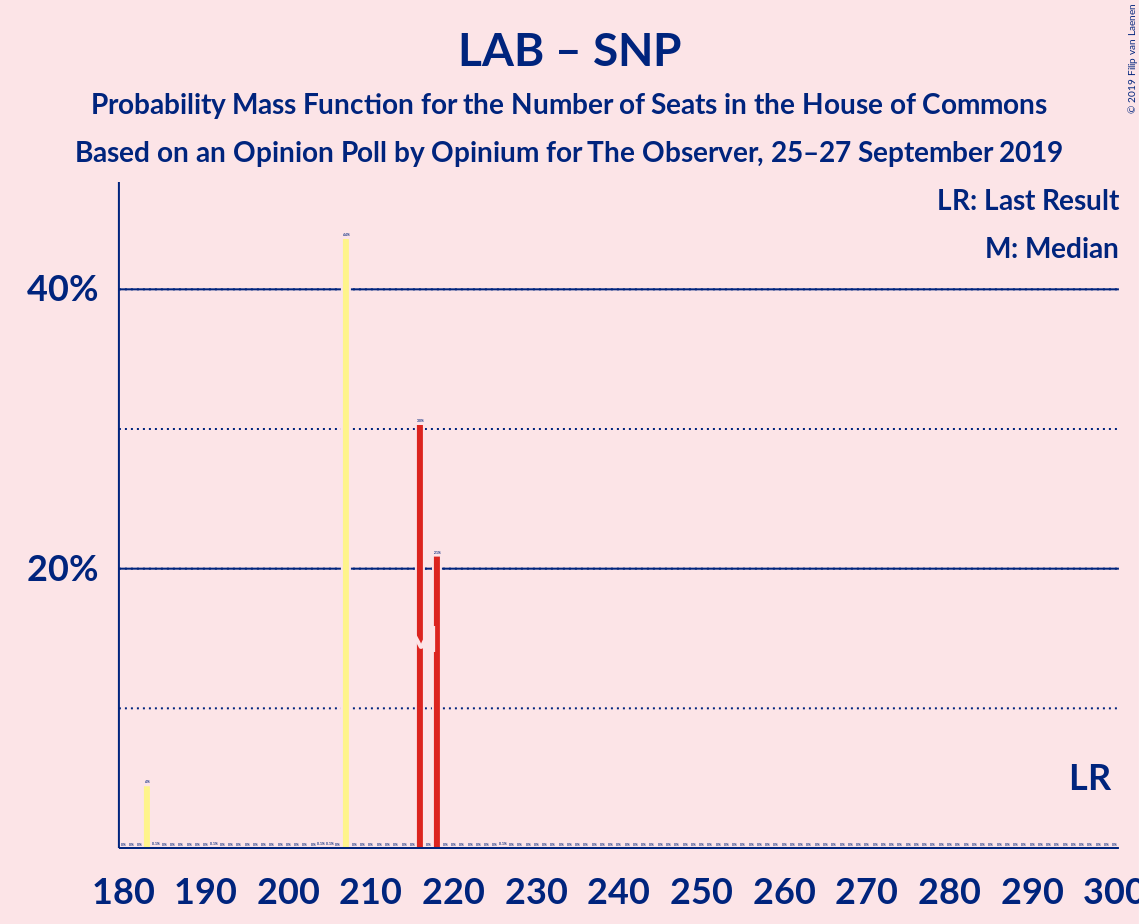 LAB – SNP
Probability Mass Function for the Number of Seats in the House of Commons
Based on an Opinion Poll by Opinium for The Observer, 25–27 September 2019
© 2019 Filip van Laenen
LR: Last Result
M: Median
40%
20%
M
LR
180 190 200 210 220 230 240 250 260 270 280 290 300